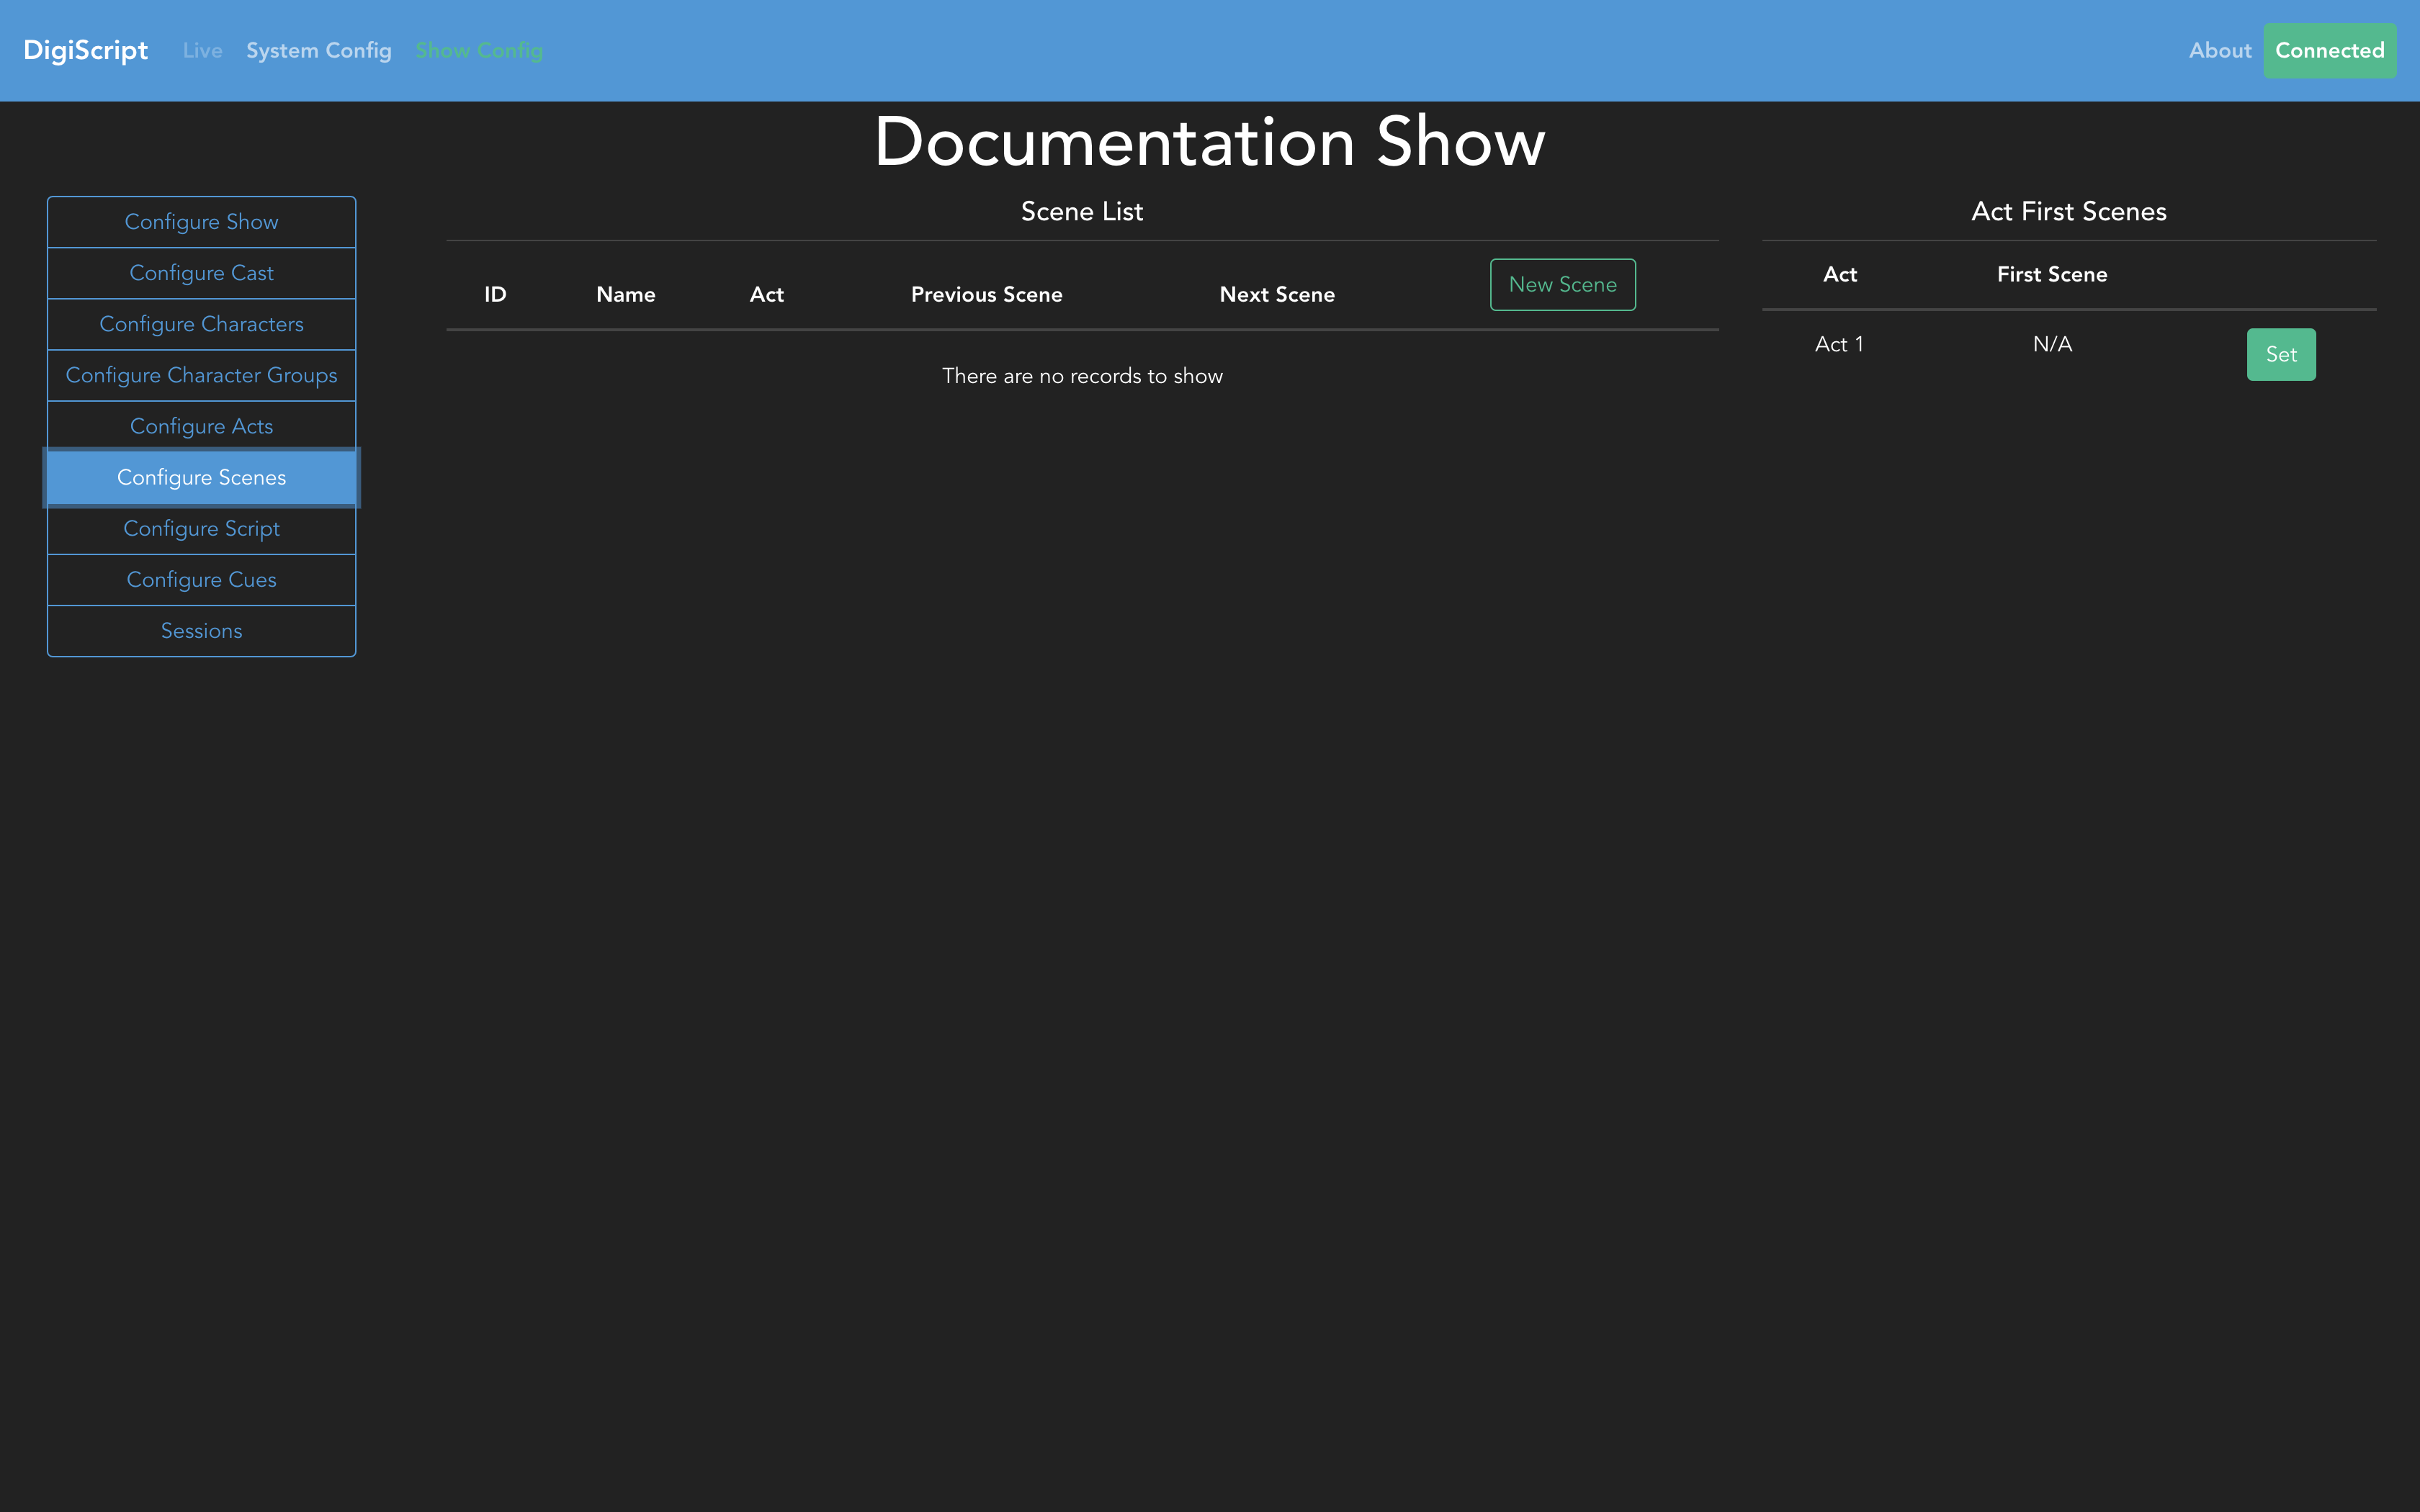 DigiScript Live System Config Show Config About Connected
Documentation Show
Configure Show
Configure Cast
Configure Characters
Configure Character Groups
Configure Acts
Configure Scenes
Configure Script
Configure Cues
Sessions
Scene List
ID Name Act Previous Scene Next Scene New Scene
There are no records to show
Act First Scenes
Act First Scene
Act 1 N/A Set